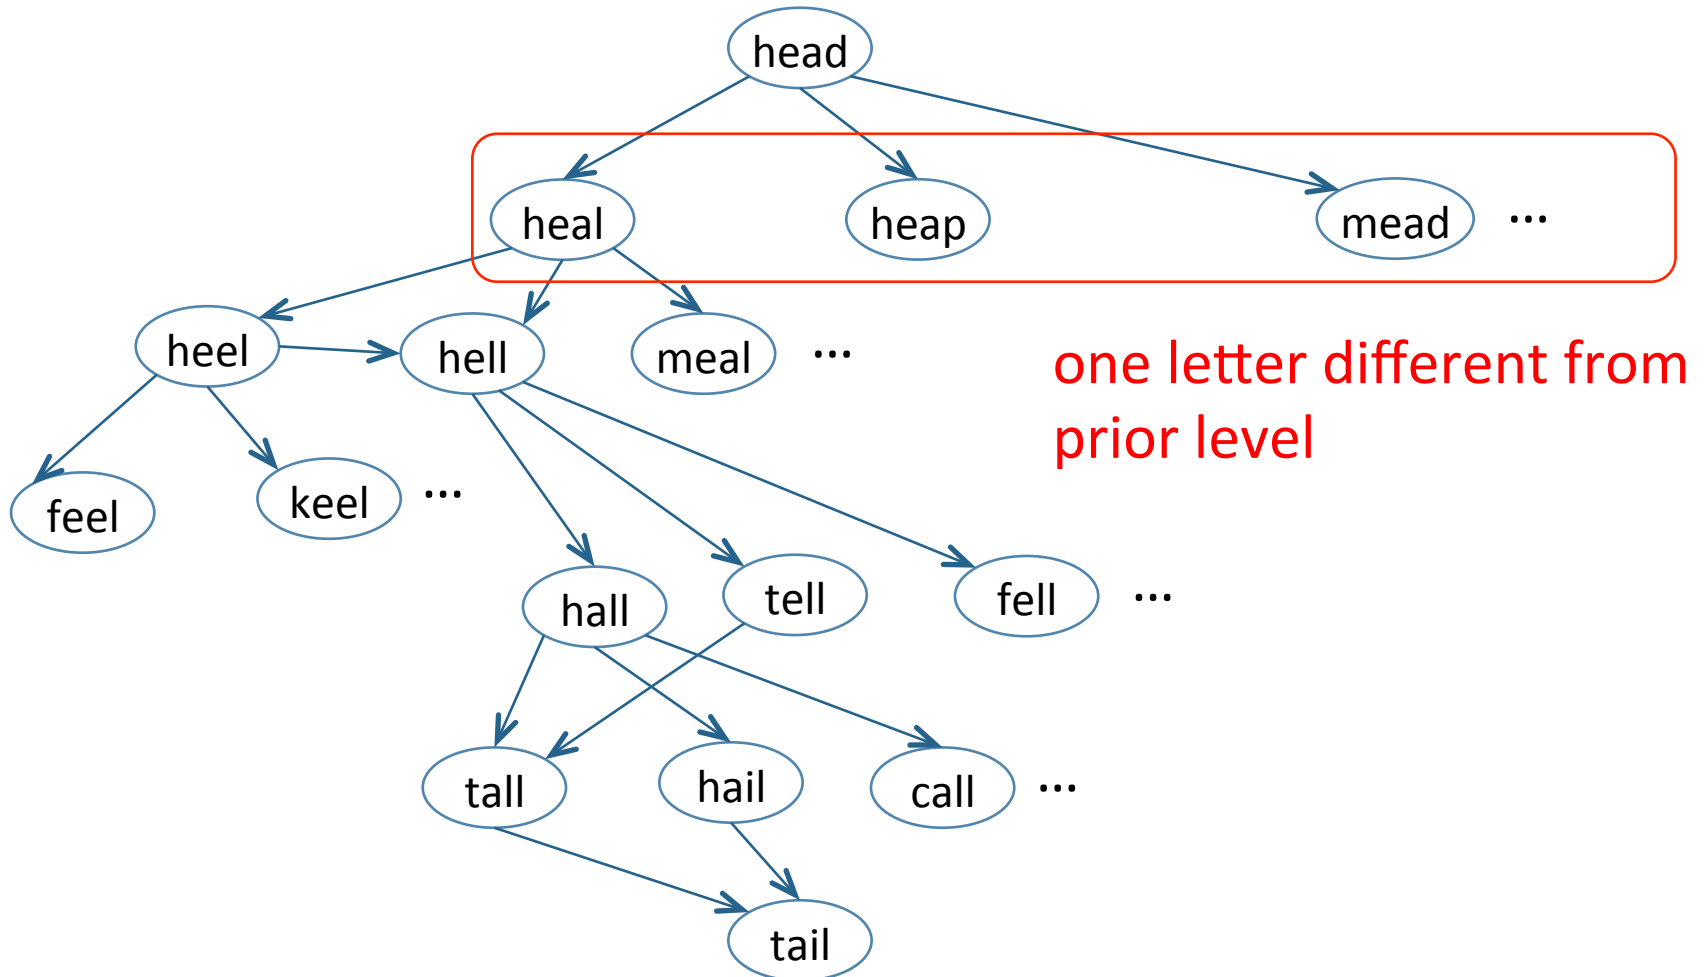 head
heal
heap
mead
...
heel
hell
meal
...
one letter different from
prior level
feel
keel
...
hall
tell
fell
...
tall
hail
call
...
tail